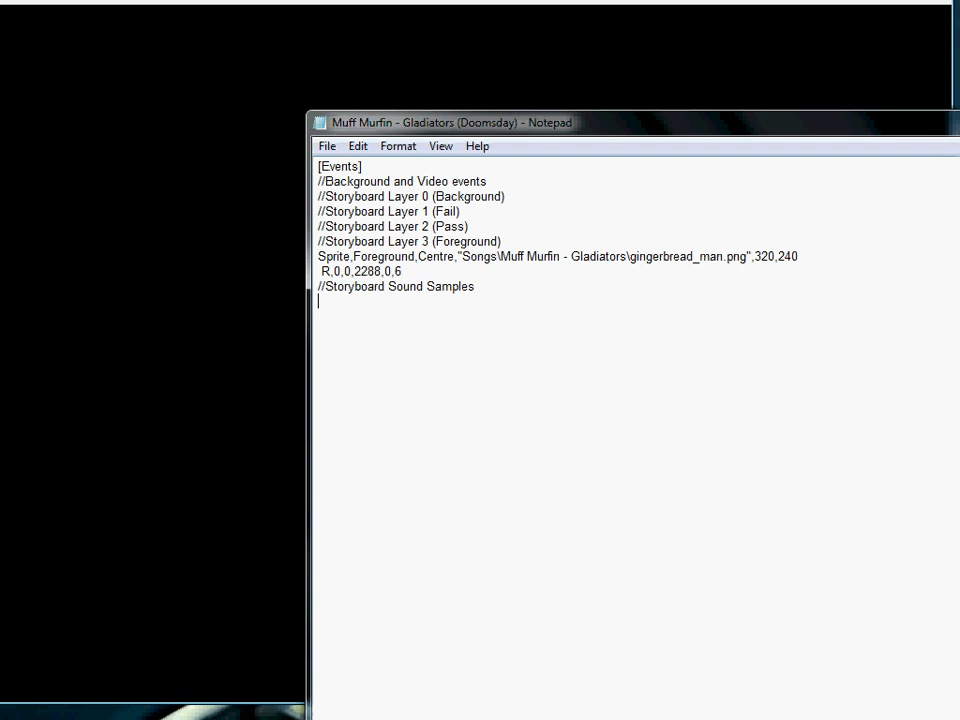 Muff Murfin - Gladiators (Doomsday) - Notepad
File Edit Format View Help
[Events]
//Background and Video events
//Storyboard Layer 0 (Background)
//Storyboard Layer 1 (Fail)
//Storyboard Layer 2 (Pass)
//Storyboard Layer 3 (Foreground)
Sprite,Foreground,Centre,"Songs\Muff Murfin - Gladiators\gingerbread_man.png",320,240
 R,0,0,2288,0,6
//Storyboard Sound Samples